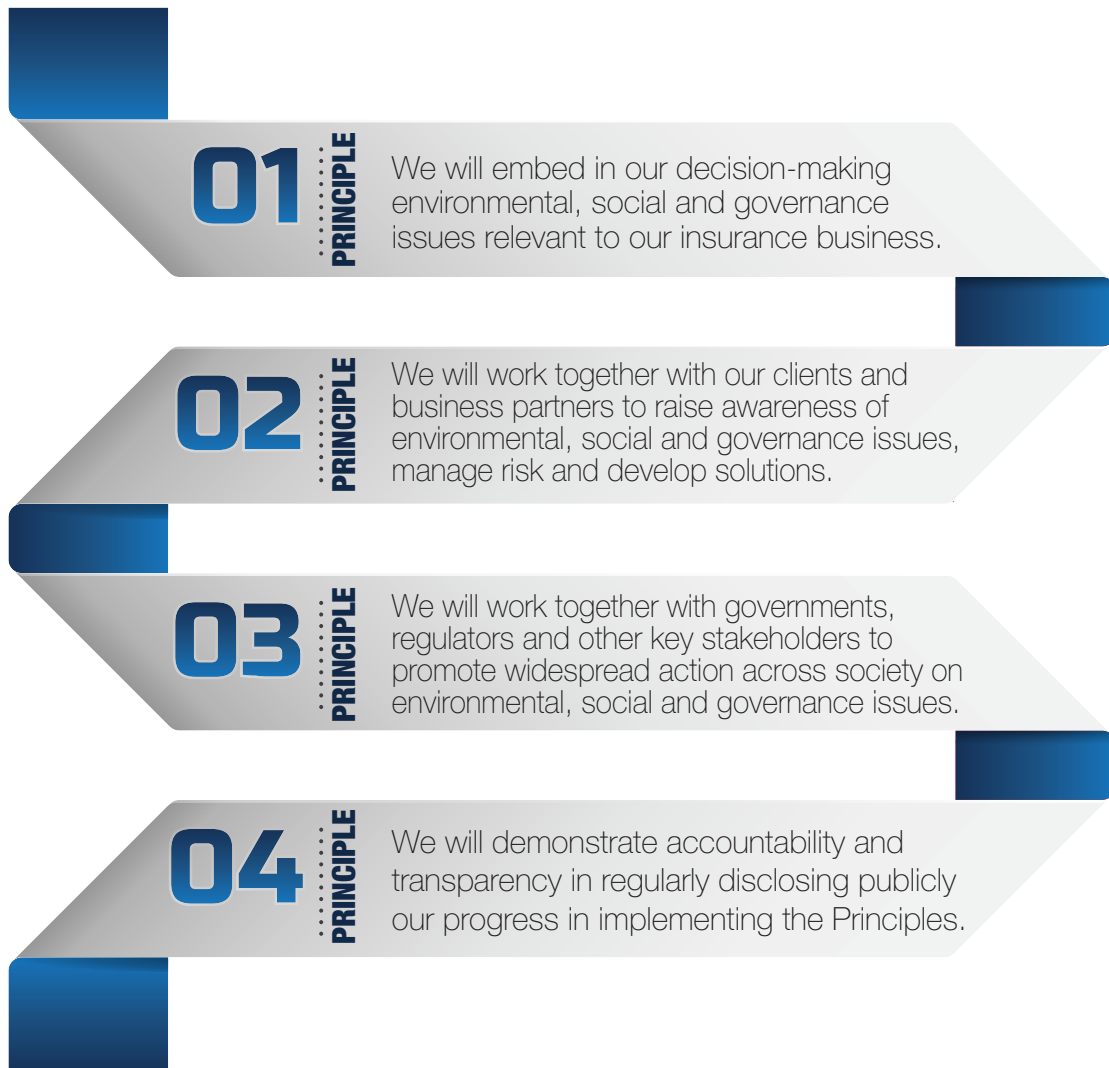 01
PRINCIPLE
We will embed in our decision-making
environmental, social and governance
issues relevant to our insurance business.
02
PRINCIPLE
We will work together with our clients and
business partners to raise awareness of
environmental, social and governance issues,
manage risk and develop solutions.
03
PRINCIPLE
We will work together with governments,
regulators and other key stakeholders to
promote widespread action across society on
environmental, social and governance issues.
04
PRINCIPLE
We will demonstrate accountability and
transparency in regularly disclosing publicly
our progress in implementing the Principles.